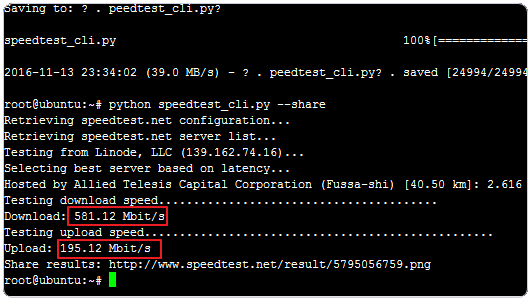 Saving to: ? . peedtest_cli.py?
speedtest_cli.py 100%[=============
2016-11-13 23:34:02 (39.0 MB/s) - ? . peedtest_cli.py? . saved [24994/24994
root@ubuntu:~# python speedtest_cli.py --share
Retrieving speedtest.net configuration...
Retrieving speedtest.net server list...
Testing from Linode, LLC (139.162.74.16)...
Selecting best server based on latency...
Hosted by Allied Telesis Capital Corporation (Fussa-shi) [40.50 km]: 2.616
Testing download speed........................................
Download: 581.12 Mbit/s
Testing upload speed..................................................
Upload: 195.12 Mbit/s
Share results: http://www.speedtest.net/result/5795056759.png
root@ubuntu:~#